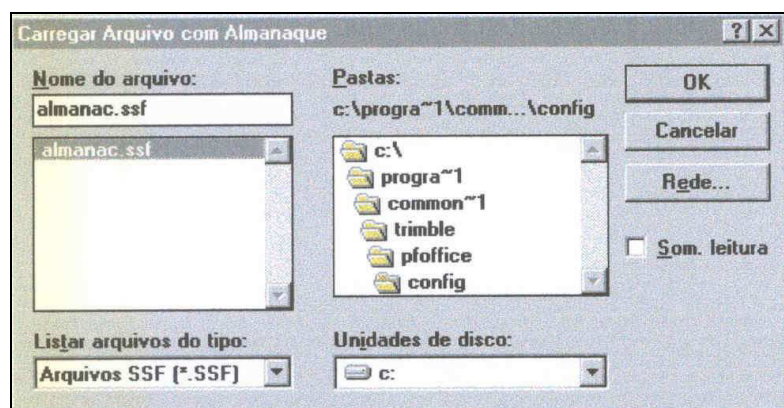 Carregar Arquivo com Almanaque
Nome do arquivo:
almanac.ssf
almanac.ssf
Listar arquivos do tipo:
Arquivos SSF (*.SSF)
Pastas:
c:\progra~1\comm...\config
c:\
progra~1
common~1
trimble
pfoffice
config
Unidades de disco:
c:
OK
Cancelar
Rede...
Som. leitura